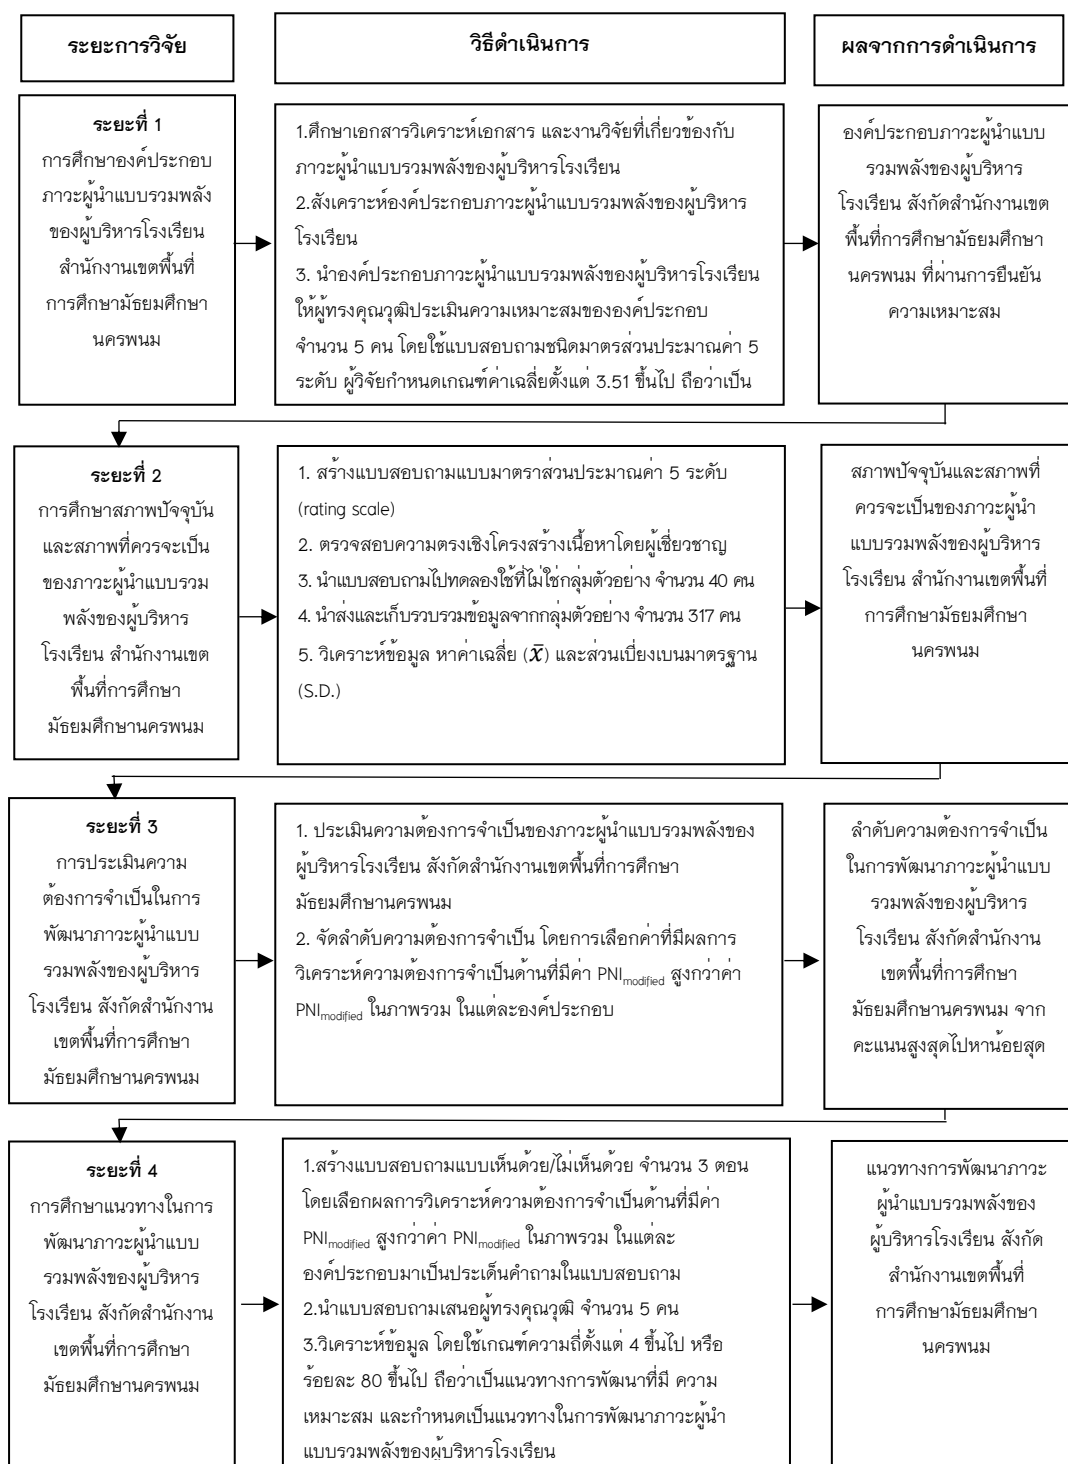 ระยะการวิจัย
วิธีดำเนินการ
ผลจากการดำเนินการ
ระยะที่ 1
การศึกษาองค์ประกอบ
ภาวะผู้นำแบบรวมพลัง
ของผู้บริหารโรงเรียน
สำนักงานเขตพื้นที่
การศึกษามัธยมศึกษา
นครพนม
1.ศึกษาเอกสารวิเคราะห์เอกสาร และงานวิจัยที่เกี่ยวข้องกับ
ภาวะผู้นำแบบรวมพลังของผู้บริหารโรงเรียน
2.สังเคราะห์องค์ประกอบภาวะผู้นำแบบรวมพลังของผู้บริหาร
โรงเรียน
3. นำองค์ประกอบภาวะผู้นำแบบรวมพลังของผู้บริหารโรงเรียน
ให้ผู้ทรงคุณวุฒิประเมินความเหมาะสมขององค์ประกอบ
จำนวน 5 คน โดยใช้แบบสอบถามชนิดมาตรส่วนประมาณค่า 5
ระดับ ผู้วิจัยกำหนดเกณฑ์ค่าเฉลี่ยตั้งแต่ 3.51 ขึ้นไป ถือว่าเป็น
องค์ประกอบภาวะผู้นำแบบ
รวมพลังของผู้บริหาร
โรงเรียน สังกัดสำนักงานเขต
พื้นที่การศึกษามัธยมศึกษา
นครพนม ที่ผ่านการยืนยัน
ความเหมาะสม
ระยะที่ 2
การศึกษาสภาพปัจจุบัน
และสภาพที่ควรจะเป็น
ของภาวะผู้นำแบบรวม
พลังของผู้บริหาร
โรงเรียน สำนักงานเขต
พื้นที่การศึกษา
มัธยมศึกษานครพนม
1. สร้างแบบสอบถามแบบมาตราส่วนประมาณค่า 5 ระดับ
(rating scale)
2. ตรวจสอบความตรงเชิงโครงสร้างเนื้อหาโดยผู้เชี่ยวชาญ
3. นำแบบสอบถามไปทดลองใช้ที่ไม่ใช่กลุ่มตัวอย่าง จำนวน 40 คน
4. นำส่งและเก็บรวบรวมข้อมูลจากกลุ่มตัวอย่าง จำนวน 317 คน
5. วิเคราะห์ข้อมูล หาค่าเฉลี่ย (x̄) และส่วนเบี่ยงเบนมาตรฐาน
(S.D.)
สภาพปัจจุบันและสภาพที่
ควรจะเป็นของภาวะผู้นำ
แบบรวมพลังของผู้บริหาร
โรงเรียน สำนักงานเขตพื้นที่
การศึกษามัธยมศึกษา
นครพนม
ระยะที่ 3
การประเมินความ
ต้องการจำเป็นในการ
พัฒนาภาวะผู้นำแบบ
รวมพลังของผู้บริหาร
โรงเรียน สังกัดสำนักงาน
เขตพื้นที่การศึกษา
มัธยมศึกษานครพนม
1. ประเมินความต้องการจำเป็นของภาวะผู้นำแบบรวมพลังของ
ผู้บริหารโรงเรียน สังกัดสำนักงานเขตพื้นที่การศึกษา
มัธยมศึกษานครพนม
2. จัดลำดับความต้องการจำเป็น โดยการเลือกค่าที่มีผลการ
วิเคราะห์ความต้องการจำเป็นด้านที่มีค่า PNImodified สูงกว่าค่า
PNImodified ในภาพรวม ในแต่ละองค์ประกอบ
ลำดับความต้องการจำเป็น
ในการพัฒนาภาวะผู้นำแบบ
รวมพลังของผู้บริหาร
โรงเรียน สังกัดสำนักงาน
เขตพื้นที่การศึกษา
มัธยมศึกษานครพนม จาก
คะแนนสูงสุดไปหาน้อยสุด
ระยะที่ 4
การศึกษาแนวทางในการ
พัฒนาภาวะผู้นำแบบ
รวมพลังของผู้บริหาร
โรงเรียน สังกัดสำนักงาน
เขตพื้นที่การศึกษา
มัธยมศึกษานครพนม
1.สร้างแบบสอบถามแบบเห็นด้วย/ไม่เห็นด้วย จำนวน 3 ตอน
โดยเลือกผลการวิเคราะห์ความต้องการจำเป็นด้านที่มีค่า
PNImodified สูงกว่าค่า PNImodified ในภาพรวม ในแต่ละ
องค์ประกอบมาเป็นประเด็นคำถามในแบบสอบถาม
2.นำแบบสอบถามเสนอผู้ทรงคุณวุฒิ จำนวน 5 คน
3.วิเคราะห์ข้อมูล โดยใช้เกณฑ์ความถี่ตั้งแต่ 4 ขึ้นไป หรือ
ร้อยละ 80 ขึ้นไป ถือว่าเป็นแนวทางการพัฒนาที่มี ความ
เหมาะสม และกำหนดเป็นแนวทางในการพัฒนาภาวะผู้นำ
แบบรวมพลังของผู้บริหารโรงเรียน
แนวทางการพัฒนาภาวะ
ผู้นำแบบรวมพลังของ
ผู้บริหารโรงเรียน สังกัด
สำนักงานเขตพื้นที่
การศึกษามัธยมศึกษา
นครพนม